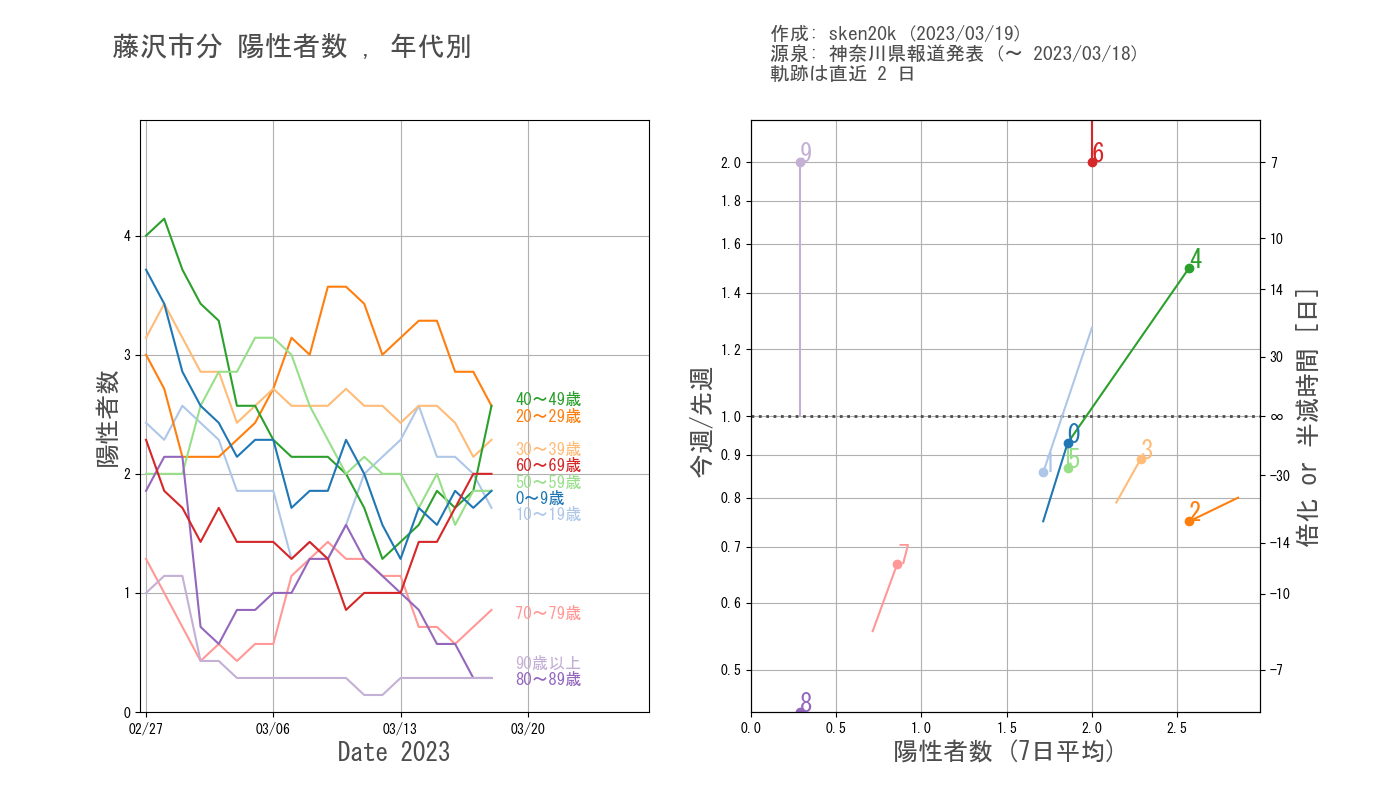 藤沢市分 陽性者数 , 年代別
作成: sken20k (2023/03/19)
源泉: 神奈川県報道発表 (〜 2023/03/18)
軌跡は直近 2 日
陽性者数
4
3
2
1
0
02/27
03/06
03/13
03/20
Date 2023
40〜49歳
20〜29歳
30〜39歳
60〜69歳
50〜59歳
0〜9歳
10〜19歳
70〜79歳
90歳以上
80〜89歳
今週/先週
2.0
1.8
1.6
1.4
1.2
1.0
0.9
0.8
0.7
0.6
0.5
9
6
4
0
1
5
3
2
7
8
0.0
0.5
1.0
1.5
2.0
2.5
陽性者数 (7日平均)
7
10
14
30
∞
−30
−14
−10
−7
倍化 or 半減時間 [日]